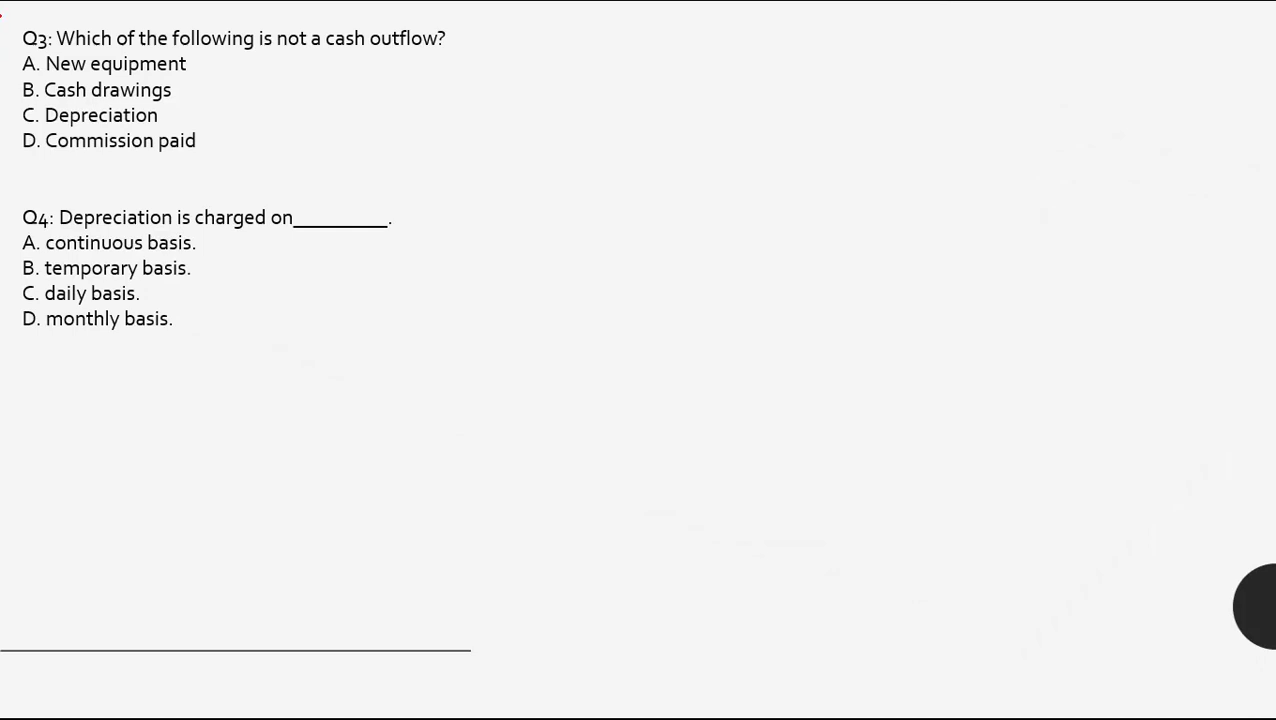 Q3: Which of the following is not a cash outflow?
A. New equipment
B. Cash drawings
C. Depreciation
D. Commission paid
Q4: Depreciation is charged on_________.
A. continuous basis.
B. temporary basis.
C. daily basis.
D. monthly basis.